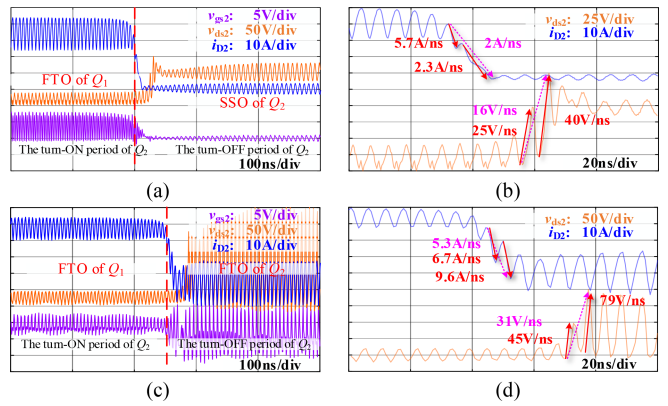 vgs2: 5V/div
vds2: 50V/div
iD2: 10A/div
FTO of Q1
SSO of Q2
The turn-ON period of Q2
The turn-OFF period of Q2
100ns/div
(a)
vds2: 25V/div
iD2: 10A/div
5.7A/ns
2A/ns
2.3A/ns
16V/ns
25V/ns
40V/ns
20ns/div
(b)
vgs2: 5V/div
vds2: 50V/div
iD2: 10A/div
FTO of Q1
FTO of Q2
The turn-ON period of Q2
The turn-OFF period of Q2
100ns/div
(c)
vds2: 50V/div
iD2: 10A/div
5.3A/ns
6.7A/ns
9.6A/ns
79V/ns
31V/ns
45V/ns
20ns/div
(d)